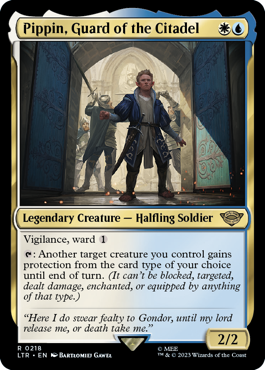 Pippin, Guard of the Citadel
Legendary Creature — Halfling Soldier
Vigilance, ward 1
: Another target creature you control gains
protection from the card type of your choice
until end of turn. (It can't be blocked, targeted,
dealt damage, enchanted, or equipped by anything
of that type.)
"Here I do swear fealty to Gondor, until my lord
release me, or death take me."
2/2
R 0218
LTR • EN BARTŁOMIEJ GAWEŁ
© MEE
™ & © 2023 Wizards of the Coast